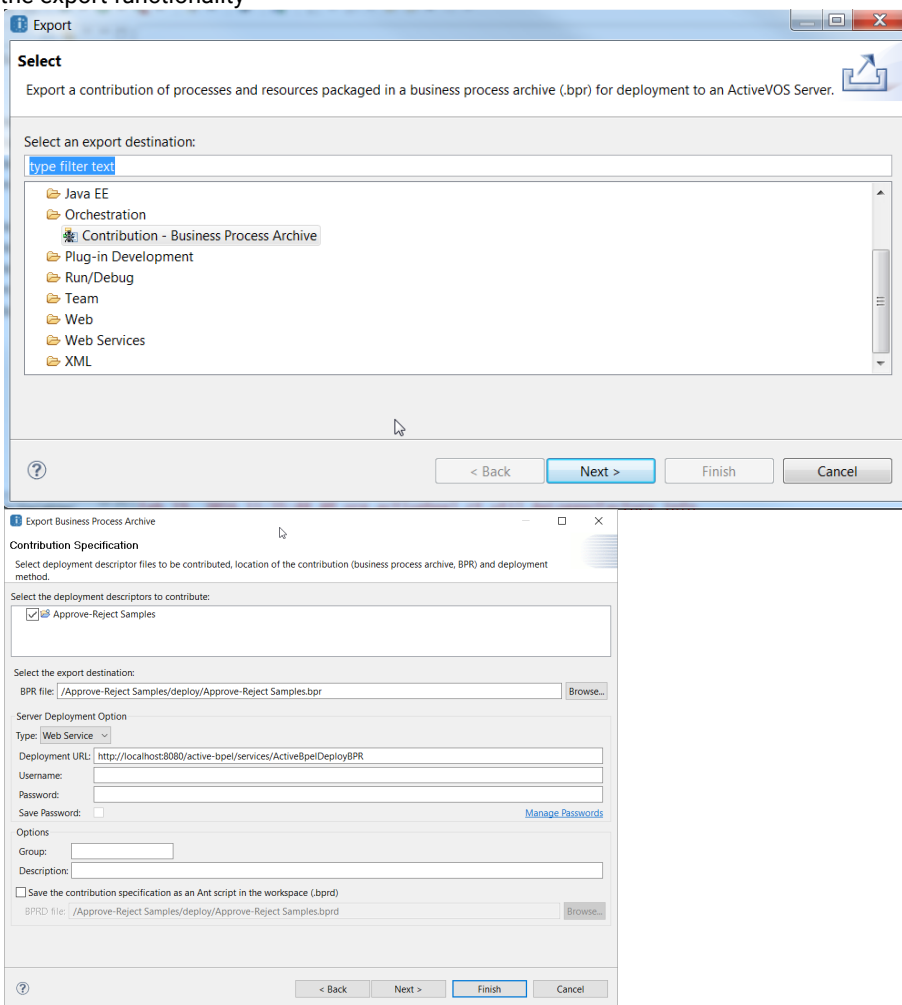 the export functionality
Export
Select
Export a contribution of processes and resources packaged in a business process archive (.bpr) for deployment to an ActiveVOS Server.
Select an export destination:
type filter text
Java EE
Orchestration
Contribution - Business Process Archive
Plug-in Development
Run/Debug
Team
Web
Web Services
XML
< Back Next > Finish Cancel
Export Business Process Archive
Contribution Specification
Select deployment descriptor files to be contributed, location of the contribution (business process archive, BPR) and deployment
method.
Select the deployment descriptors to contribute:
Approve-Reject Samples
Select the export destination:
BPR file: /Approve-Reject Samples/deploy/Approve-Reject Samples.bpr Browse...
Server Deployment Option
Type: Web Service
Deployment URL: http://localhost:8080/active-bpel/services/ActiveBpelDeployBPR
Username:
Password:
Save Password: Manage Passwords
Options
Group:
Description:
Save the contribution specification as an Ant script in the workspace (.bprd)
BPRD file: /Approve-Reject Samples/deploy/Approve-Reject Samples.bprd Browse...
< Back Next > Finish Cancel